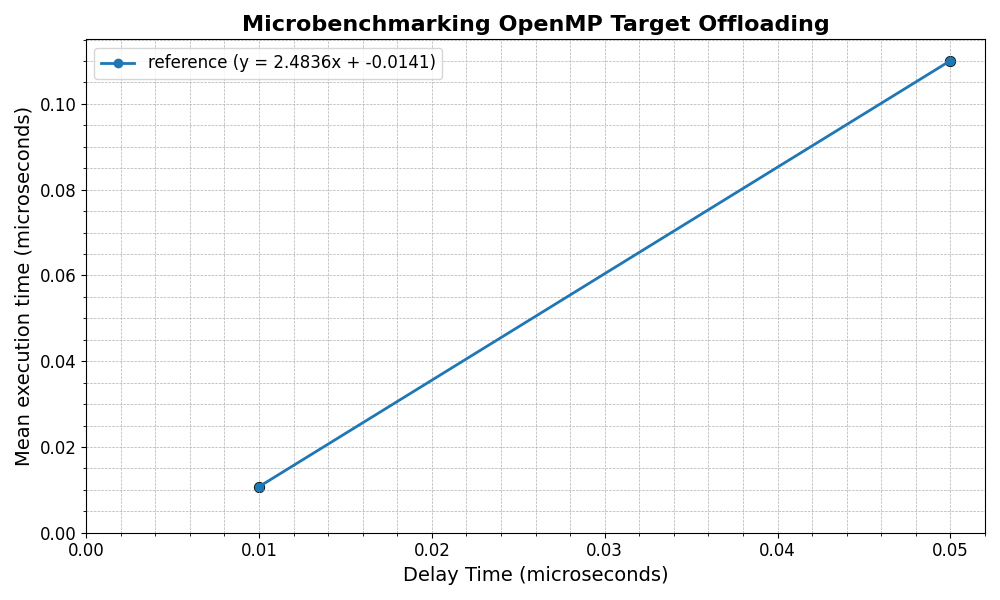 Microbenchmarking OpenMP Target Offloading
reference (y = 2.4836x + -0.0141)
Mean execution time (microseconds)
0.10
0.08
0.06
0.04
0.02
0.00
0.00 0.01 0.02 0.03 0.04 0.05
Delay Time (microseconds)